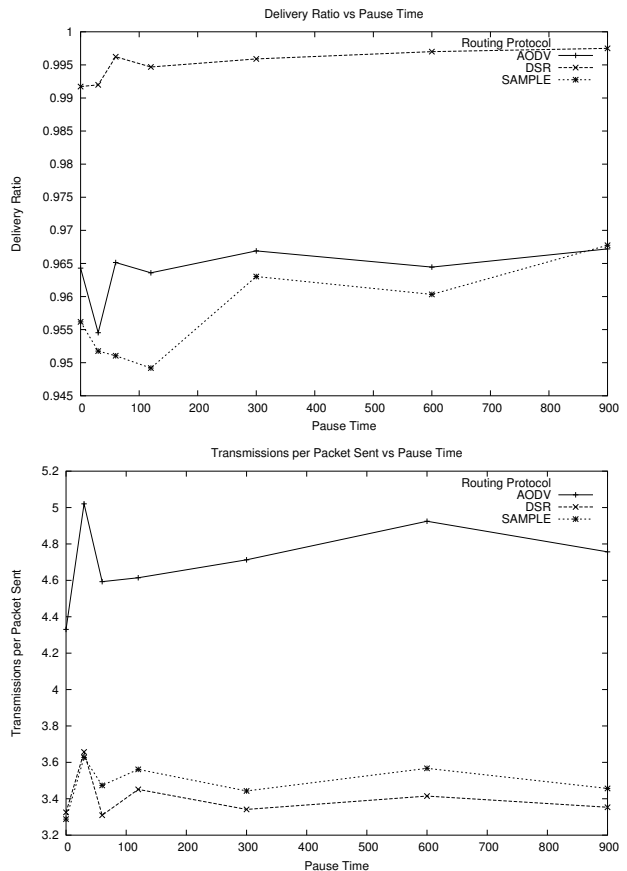 Delivery Ratio vs Pause Time
1
0.995
0.99
0.985
0.98
0.975
0.97
0.965
0.96
0.955
0.95
0.945
Delivery Ratio
Routing Protocol
AODV
DSR
SAMPLE
0 100 200 300 400 500 600 700 800 900
Pause Time
Transmissions per Packet Sent vs Pause Time
5.2
5
4.8
4.6
4.4
4.2
4
3.8
3.6
3.4
3.2
Transmissions per Packet Sent
Routing Protocol
AODV
DSR
SAMPLE
0 100 200 300 400 500 600 700 800 900
Pause Time